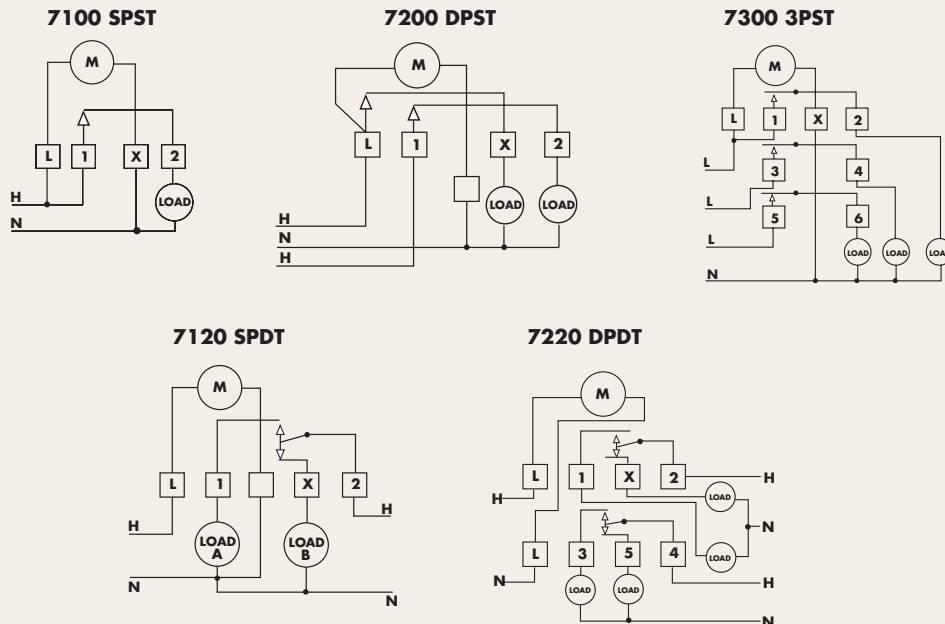 7100 SPST
M
L 1 X 2
H
LOAD
N
7200 DPST
M
L 1 X 2
LOAD LOAD
H
N
H
7300 3PST
M
L 1 X 2
L
3 4
L
5 6
L
LOAD LOAD
N
7120 SPDT
M
L 1 X 2
H
H
LOAD A
LOAD B
N
N
7220 DPDT
M
L 1 X 2
H
H
LOAD
N
L 3 5 4
LOAD
N
H
LOAD LOAD
N